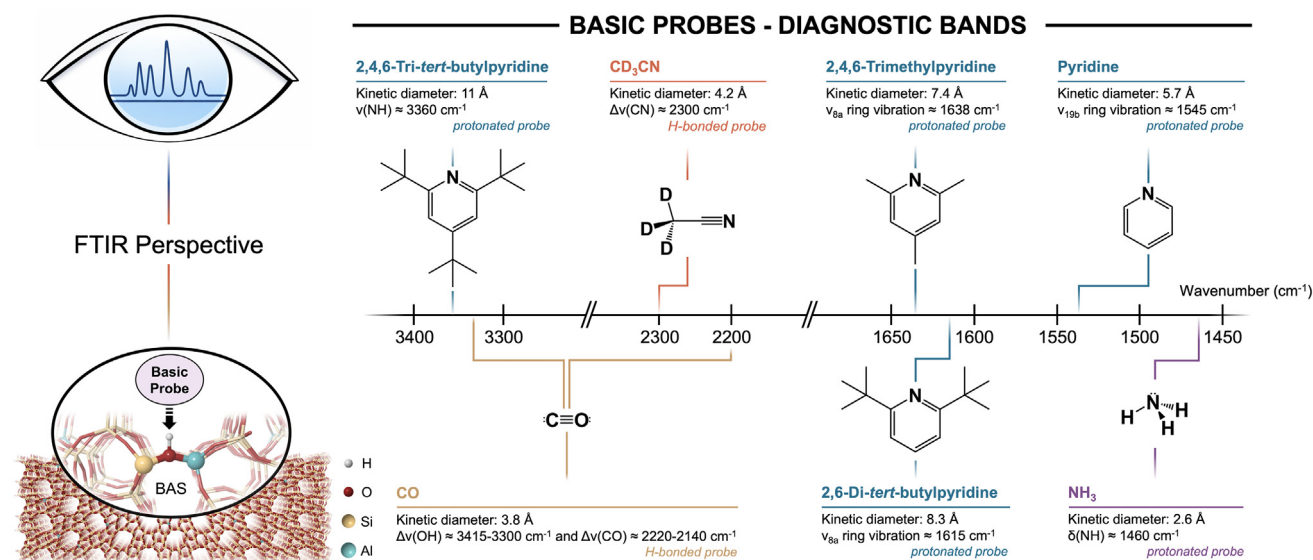 BASIC PROBES - DIAGNOSTIC BANDS
2,4,6-Tri-tert-butylpyridine
Kinetic diameter: 11 Å
ν(NH) ≈ 3360 cm⁻¹
protonated probe
CD₃CN
Kinetic diameter: 4.2 Å
Δν(CN) ≈ 2300 cm⁻¹
H-bonded probe
2,4,6-Trimethylpyridine
Kinetic diameter: 7.4 Å
ν₈ₐ ring vibration ≈ 1638 cm⁻¹
protonated probe
Pyridine
Kinetic diameter: 5.7 Å
ν₁₉b ring vibration ≈ 1545 cm⁻¹
protonated probe
N
D
D
D
N
N
N
FTIR Perspective
Wavenumber (cm⁻¹)
3400 3300 2300 2200 1650 1600 1550 1500 1450
Basic
Probe
BAS
H
O
Si
Al
:C≡O:
N
N
H
H
H
CO
Kinetic diameter: 3.8 Å
Δν(OH) ≈ 3415-3300 cm⁻¹ and Δν(CO) ≈ 2220-2140 cm⁻¹
H-bonded probe
2,6-Di-tert-butylpyridine
Kinetic diameter: 8.3 Å
ν₈ₐ ring vibration ≈ 1615 cm⁻¹
protonated probe
NH₃
Kinetic diameter: 2.6 Å
δ(NH) ≈ 1460 cm⁻¹
protonated probe